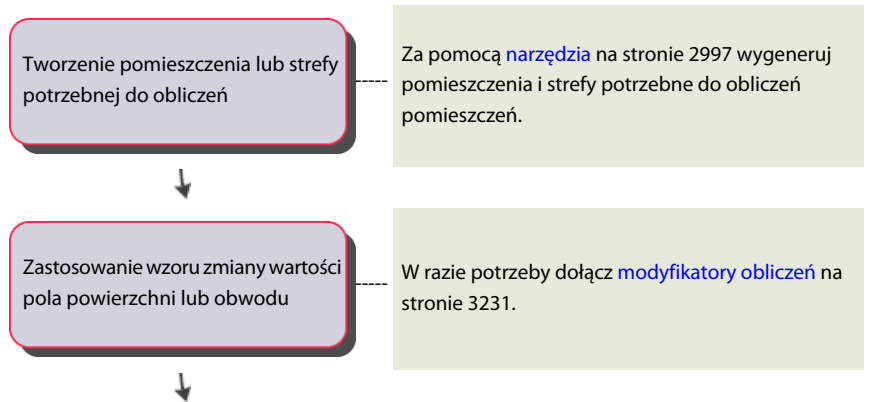 Tworzenie pomieszczenia lub strefy
potrzebnej do obliczeń
Za pomocą narzędzia na stronie 2997 wygeneruj
pomieszczenia i strefy potrzebne do obliczeń
pomieszczeń.
Zastosowanie wzoru zmiany wartości
pola powierzchni lub obwodu
W razie potrzeby dołącz modyfikatory obliczeń na
stronie 3231.